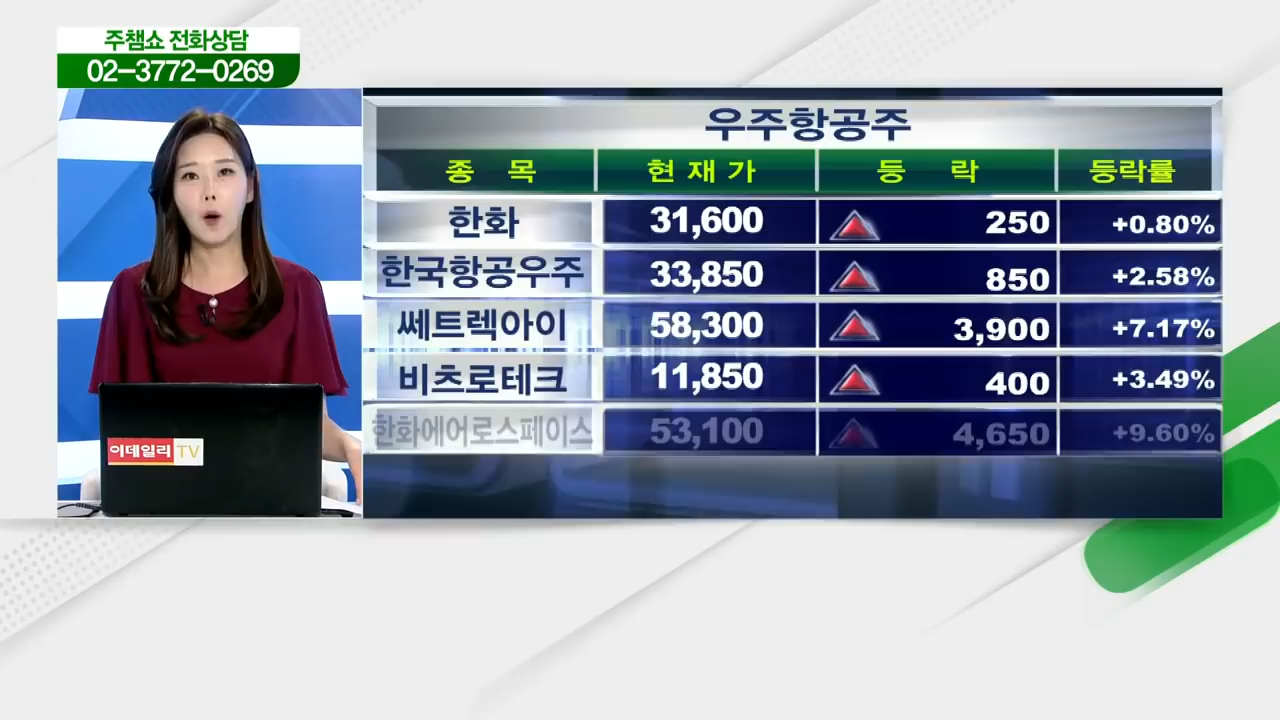 주챔쇼 전화상담
02-3772-0269
우주항공주
종 목 현재가 등 락 등락률
한화 31,600 250 +0.80%
한국항공우주 33,850 850 +2.58%
쎄트렉아이 58,300 3,900 +7.17%
비츠로테크 11,850 400 +3.49%
한화에어로스페이스 53,100 4,650 +9.60%
이데일리 TV